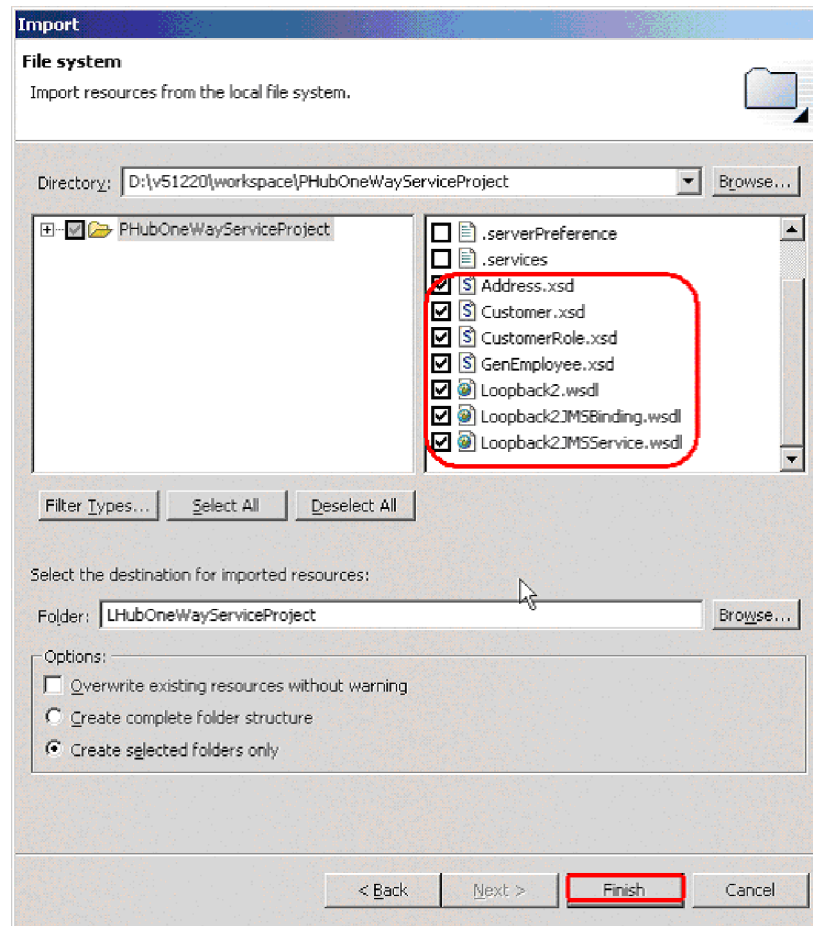 Import
File system
Import resources from the local file system.
Directory: D:\v51220\workspace\PHubOneWayServiceProject Browse...
PHubOneWayServiceProject
.serverPreference
.services
Address.xsd
Customer.xsd
CustomerRole.xsd
GenEmployee.xsd
Loopback2.wsdl
Loopback2JMSBinding.wsdl
Loopback2JMSService.wsdl
Filter Types... Select All Deselect All
Select the destination for imported resources:
Folder: LHubOneWayServiceProject Browse...
Options:
Overwrite existing resources without warning
Create complete folder structure
Create selected folders only
< Back Next > Finish Cancel